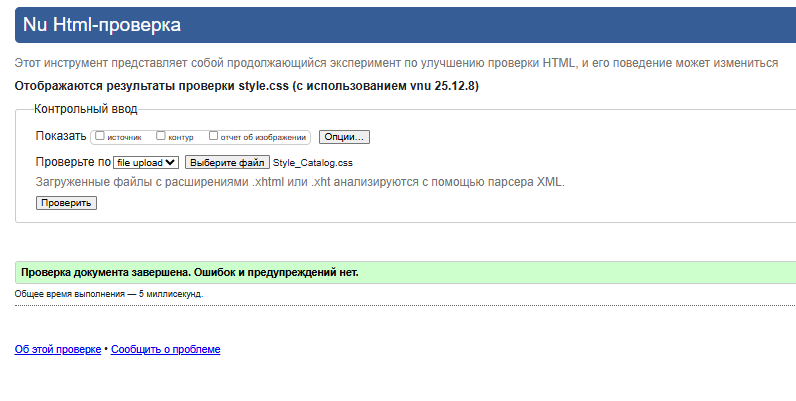 Nu Html-проверка
Этот инструмент представляет собой продолжающийся эксперимент по улучшению проверки HTML, и его поведение может измениться
Отображаются результаты проверки style.css (с использованием vnu 25.12.8)
Контрольный ввод
Показать источник контур отчет об изображении Опции...
Проверьте по file upload Выберите файл Style_Catalog.css
Загруженные файлы с расширениями .xhtml или .xht анализируются с помощью парсера XML.
Проверить
Проверка документа завершена. Ошибок и предупреждений нет.
Общее время выполнения — 5 миллисекунд.
Об этой проверке • Сообщить о проблеме